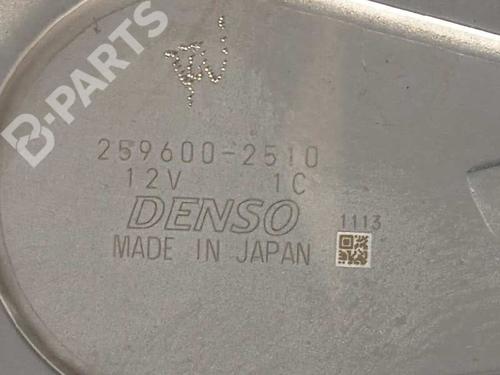 B-PARTS
259600-2510
12V 1C
DENSO 1113
MADE IN JAPAN